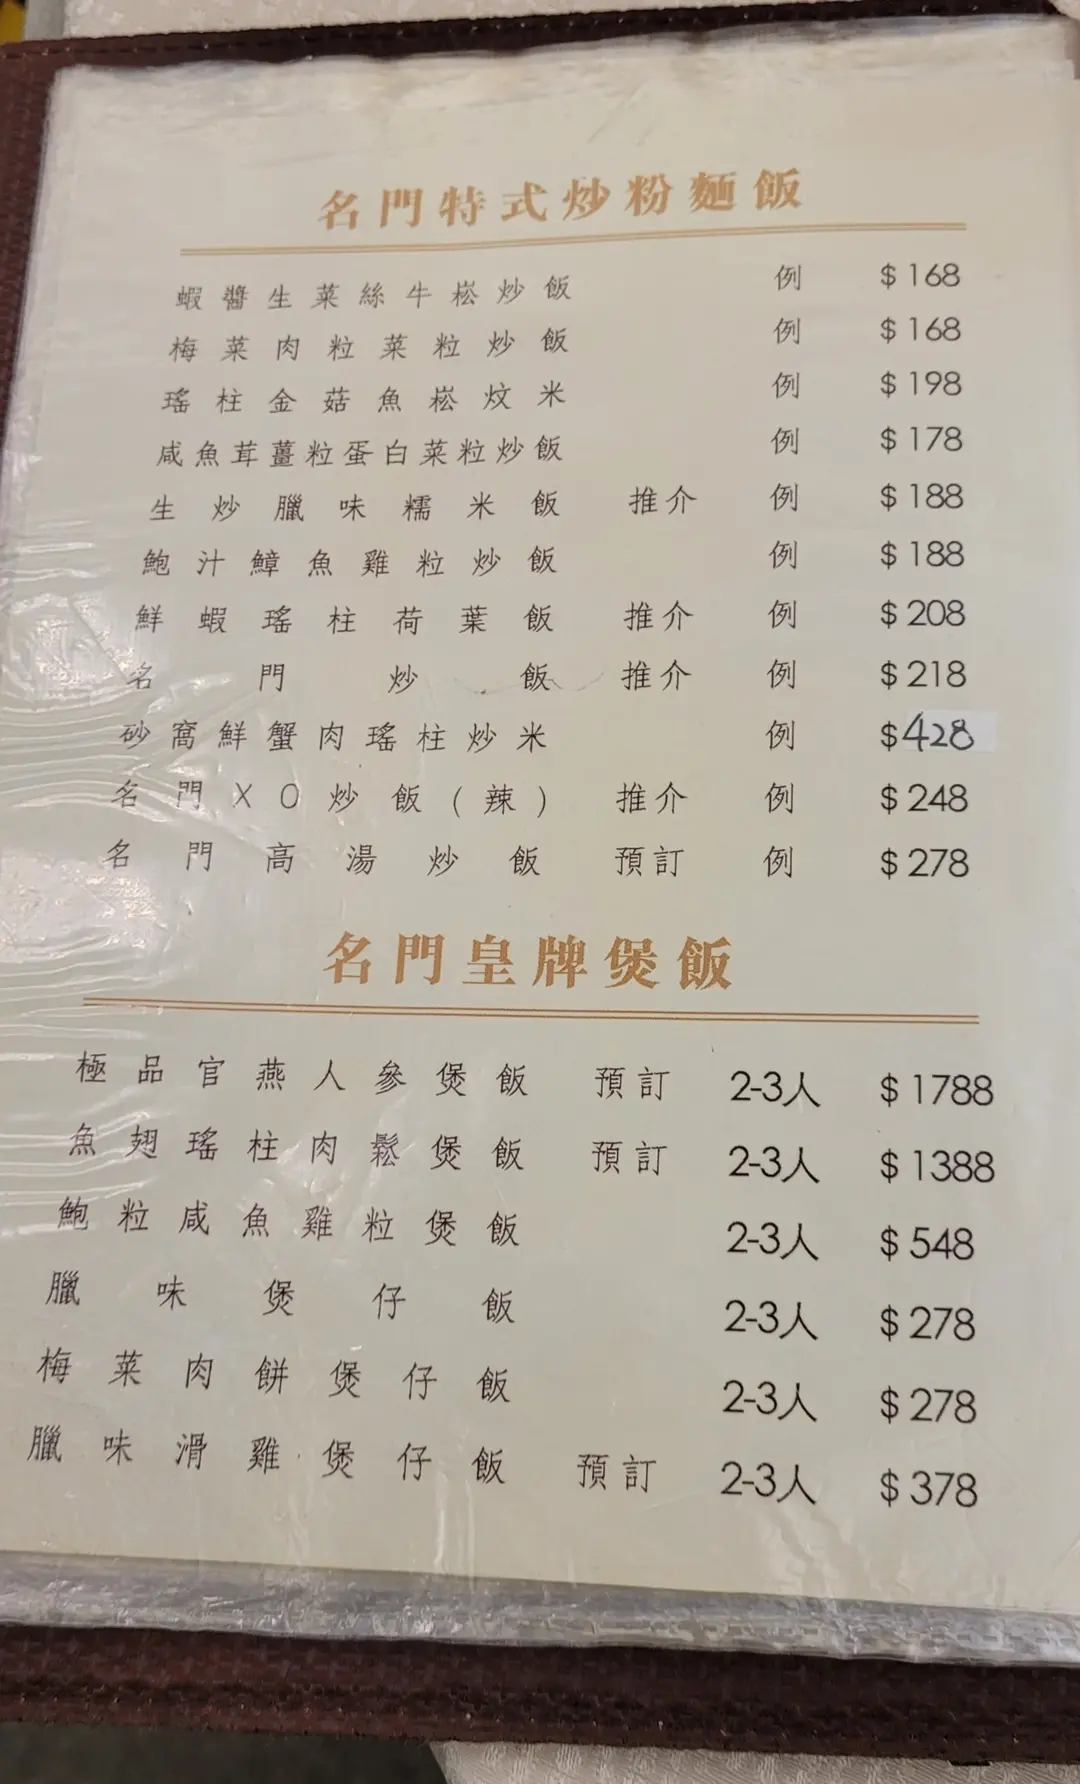 名門特式炒粉麵飯
蝦醬生菜絲牛崧炒飯 例 $168
梅菜肉粒菜粒炒飯 例 $168
瑤柱金菇魚崧炆米 例 $198
咸魚茸薑粒蛋白菜粒炒飯 例 $178
生炒臘味糯米飯 推介 例 $188
鮑汁鱆魚雞粒炒飯 例 $188
鮮蝦瑤柱荷葉飯 推介 例 $208
名門炒飯 推介 例 $218
砂窩鮮蟹肉瑤柱炒米 例 $428
名門XO炒飯(辣) 推介 例 $248
名門高湯炒飯 預訂 例 $278
名門皇牌煲飯
極品官燕人參煲飯 預訂 2-3人 $1788
魚翅瑤柱肉鬆煲飯 預訂 2-3人 $1388
鮑粒咸魚雞粒煲飯 2-3人 $548
臘味煲仔飯 2-3人 $278
梅菜肉餅煲仔飯 2-3人 $278
臘味滑雞煲仔飯 預訂 2-3人 $378